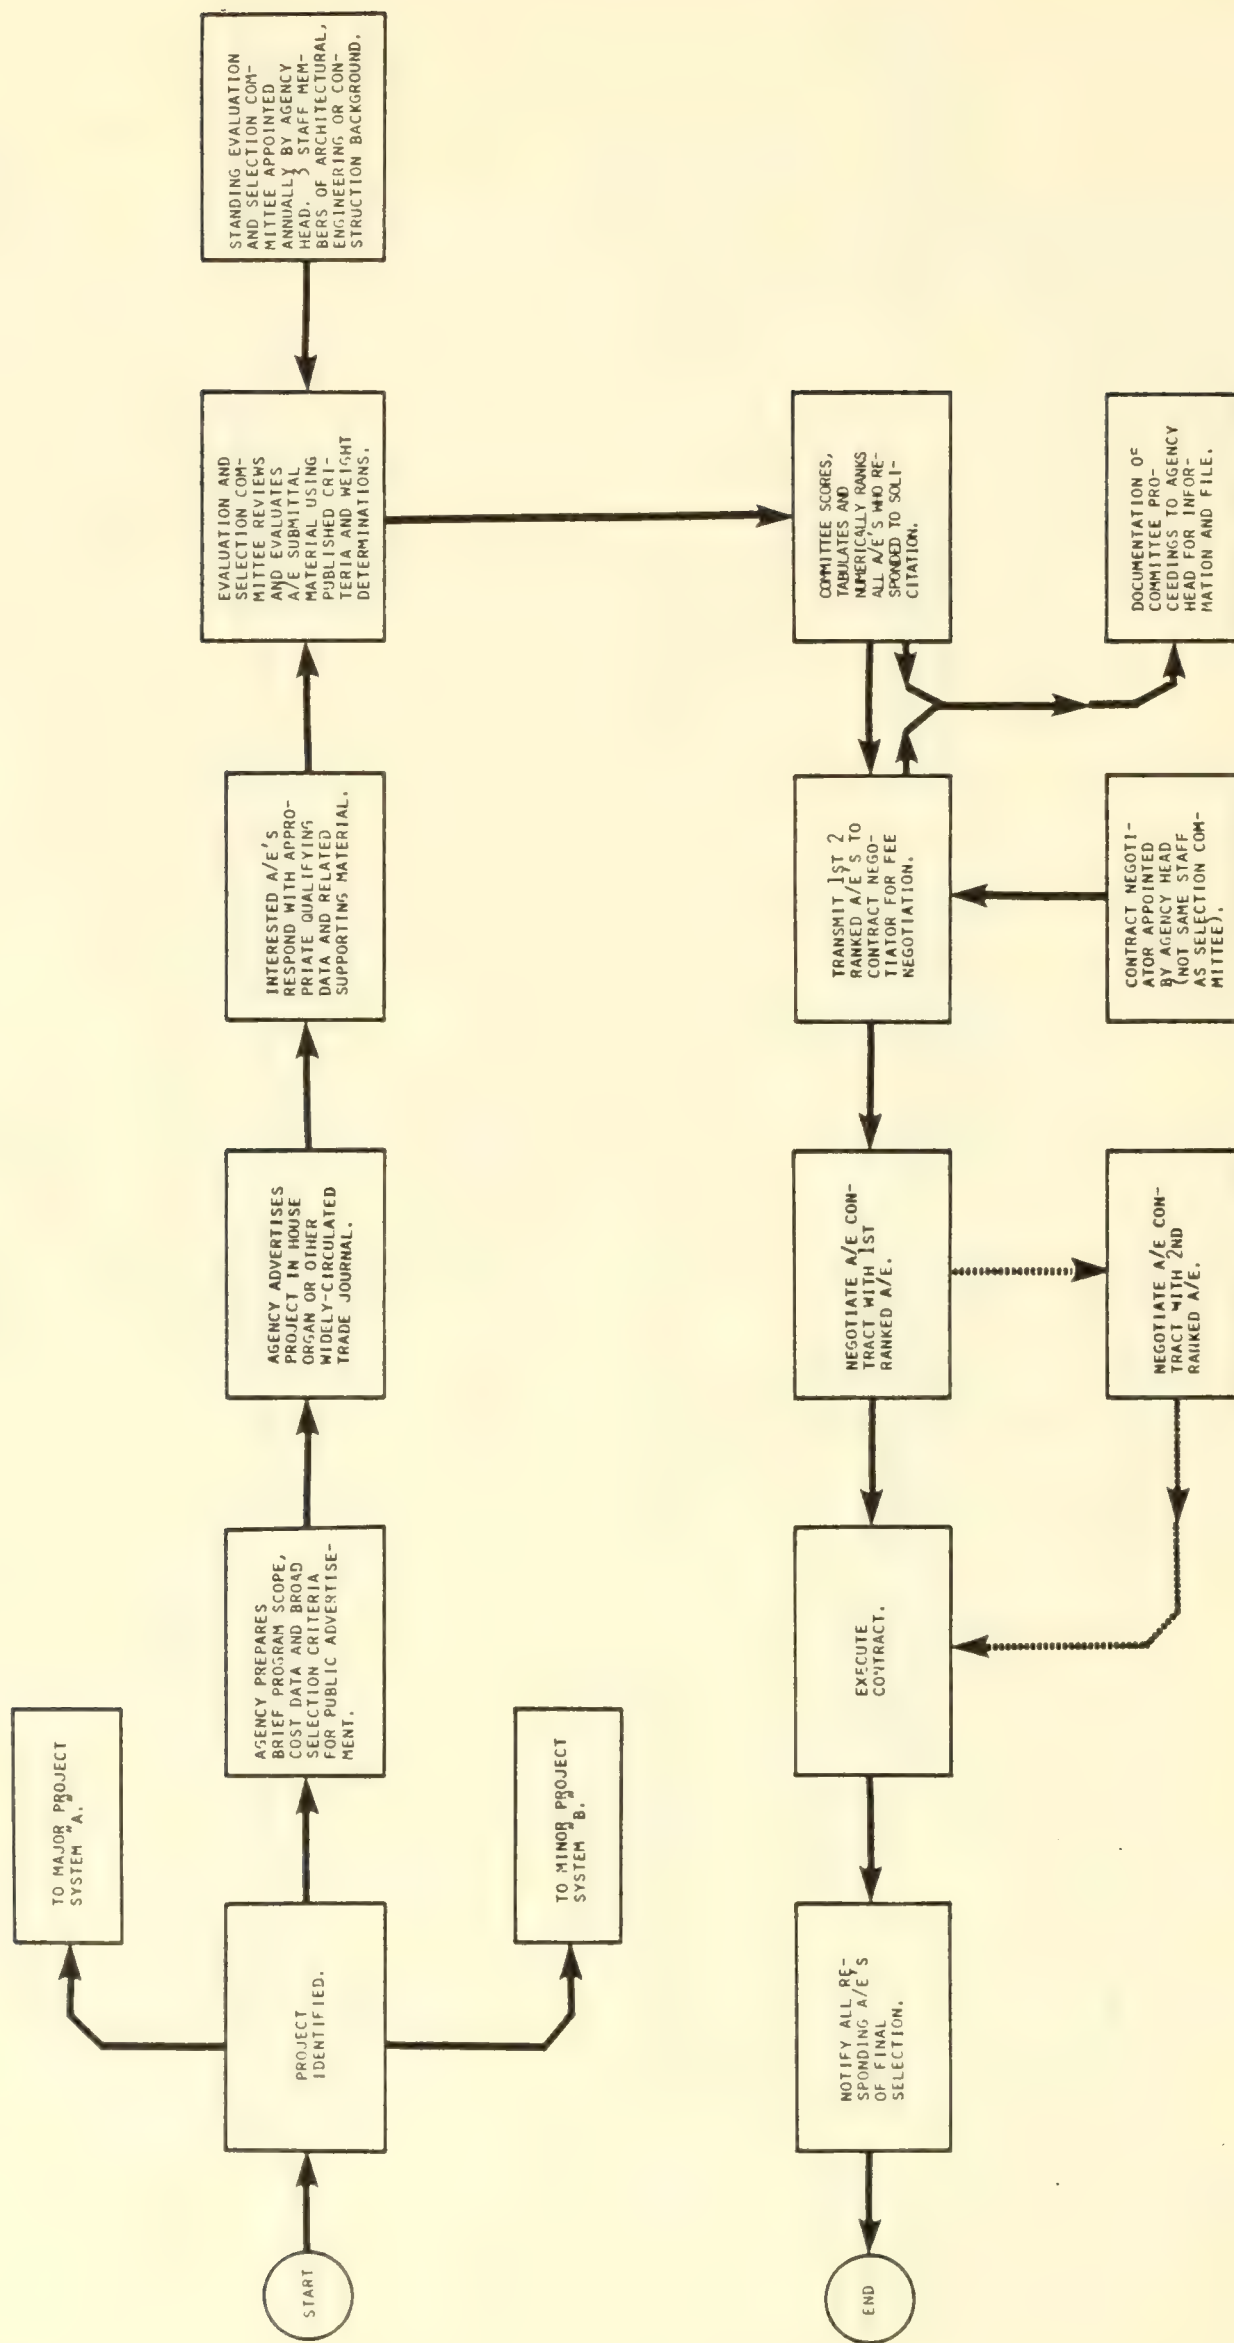 START
PROJECT
IDENTIFIED.
TO MAJOR PROJECT
SYSTEM "A."
TO MINOR PROJECT
SYSTEM "B."
AGENCY PREPARES
BRIEF PROGRAM SCOPE,
COST DATA AND BROAD
SELECTION CRITERIA
FOR PUBLIC ADVERTISE-
MENT.
AGENCY ADVERTISES
PROJECT IN HOUSE
ORGAN OR OTHER
WIDELY-CIRCULATED
TRADE JOURNAL.
INTERESTED A/E'S
RESPOND WITH APPRO-
PRIATE QUALIFYING
DATA AND RELATED
SUPPORTING MATERIAL.
EVALUATION AND
SELECTION COM-
MITTEE REVIEWS
AND EVALUATES
A/E SUBMITTAL
MATERIAL USING
PUBLISHED CRI-
TERIA AND WEIGHT
DETERMINATIONS.
STANDING EVALUATION
AND SELECTION COM-
MITTEE APPOINTED
ANNUALLY BY AGENCY
HEAD. STAFF MEM-
BERS OF ARCHITECTURAL,
ENGINEERING OR CON-
STRUCTION BACKGROUND.
COMMITTEE SCORES,
TABULATES AND
NUMERICALLY RANKS
ALL A/E'S WHO RE-
SPONDED TO SOLI-
CITATION.
DOCUMENTATION OF
COMMITTEE PRO-
CEEDINGS TO AGENCY
HEAD FOR INFOR-
MATION AND FILE.
TRANSMIT 1ST 2
RANKED A/E'S TO
CONTRACT NEGO-
TIATOR FOR FEE
NEGOTIATION.
CONTRACT NEGOTI-
ATOR APPOINTED
BY AGENCY HEAD
(NOT SAME STAFF
AS SELECTION COM-
MITTEE).
NEGOTIATE A/E CON-
TRACT WITH 1ST
RANKED A/E.
NEGOTIATE A/E CON-
TRACT WITH 2ND
RANKED A/E.
EXECUTE
CONTRACT.
NOTIFY ALL RE-
SPONDING A/E'S
OF FINAL
SELECTION.
END